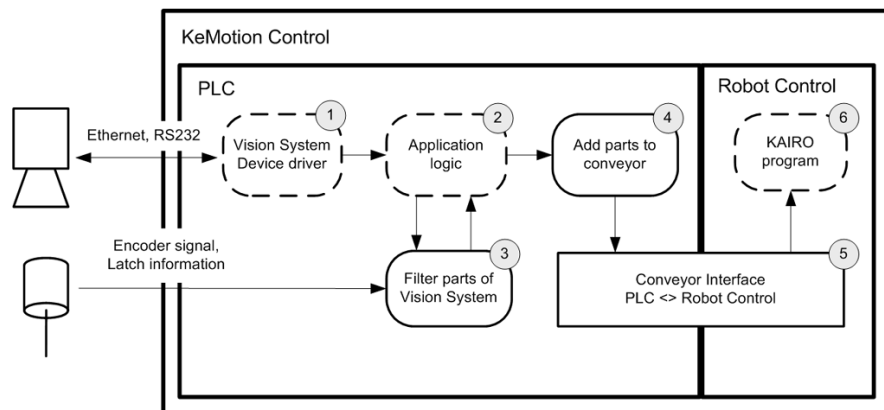 KeMotion Control
PLC
Robot Control
Ethernet, RS232
1
Vision System
Device driver
2
Application
logic
4
Add parts to
conveyor
6
KAIRO
program
Encoder signal,
Latch information
3
Filter parts of
Vision System
5
Conveyor Interface
PLC <> Robot Control